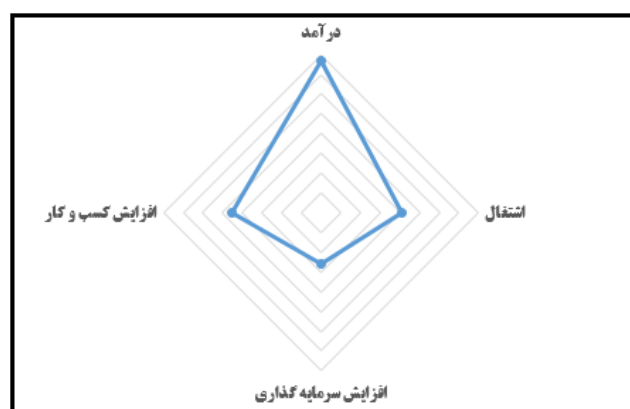 درآمد
اشتغال
افزایش کسب و کار
افزایش سرمایه گذاری